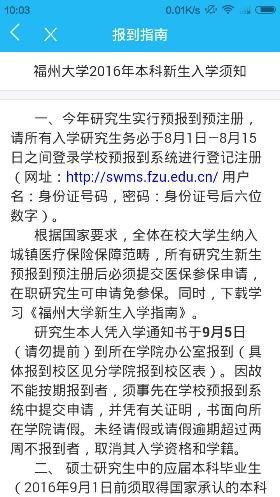 10:03
0.01K/s
报到指南
福州大学2016年本科新生入学须知
一、今年研究生实行预报到预注册，
请所有入学研究生务必于8月1日—8月15
日之间登录学校预报到系统进行登记注册
（网址：http://swms.fzu.edu.cn/ 用户
名：身份证号码，密码：身份证号后六位
数字）。
根据国家要求，全体在校大学生纳入
城镇医疗保险保障范畴，所有研究生新生
预报到预注册后必须提交医保参保申请，
在职研究生可申请免参保。同时，下载学
习《福州大学新生入学指南》。
研究生本人凭入学通知书于9月5日
（请勿提前）到所在学院办公室报到（具
体报到校区见分学院报到校区表）。因故
不能按期报到者，须事先在学校预报到系
统中提交申请，并凭有关证明，书面向所
在学院请假。未经请假或请假逾期超过两
周不报到者，取消其入学资格和学籍。
二、硕士研究生中的应届本科毕业生
（2016年9月1日前须取得国家承认的本科